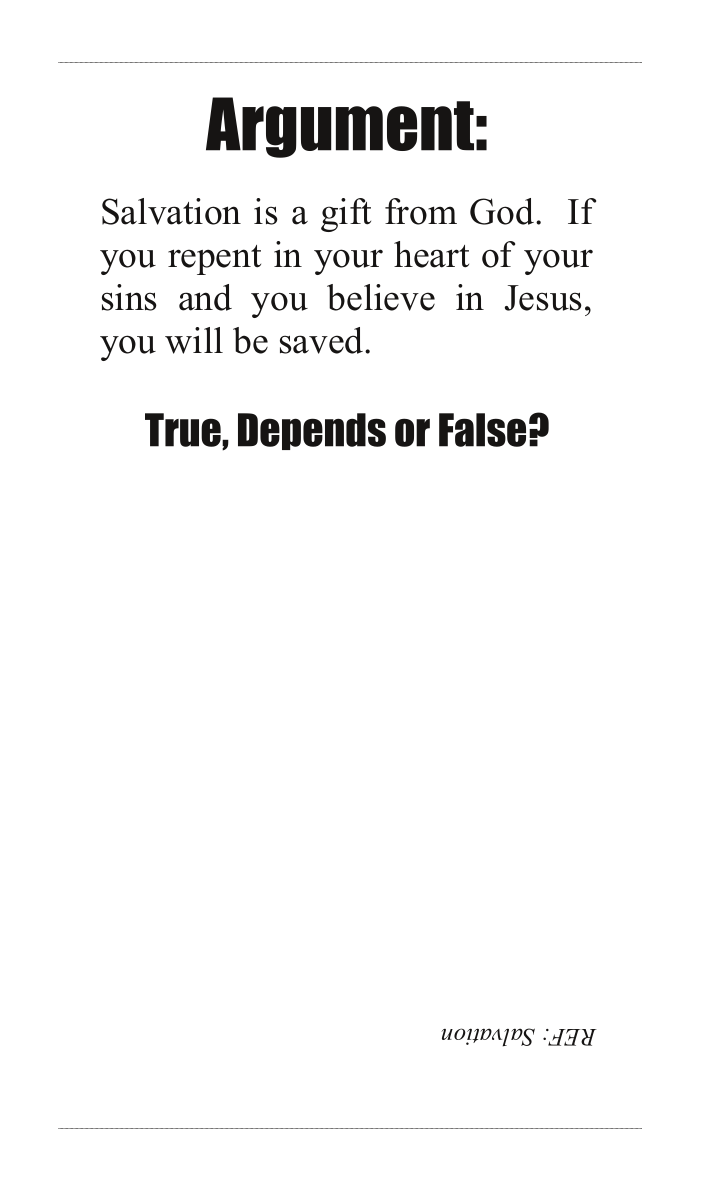 Argument:
Salvation is a gift from God.  If
you repent in your heart of your
sins and you believe in Jesus,
you will be saved.
True, Depends or False?
REF: Salvation